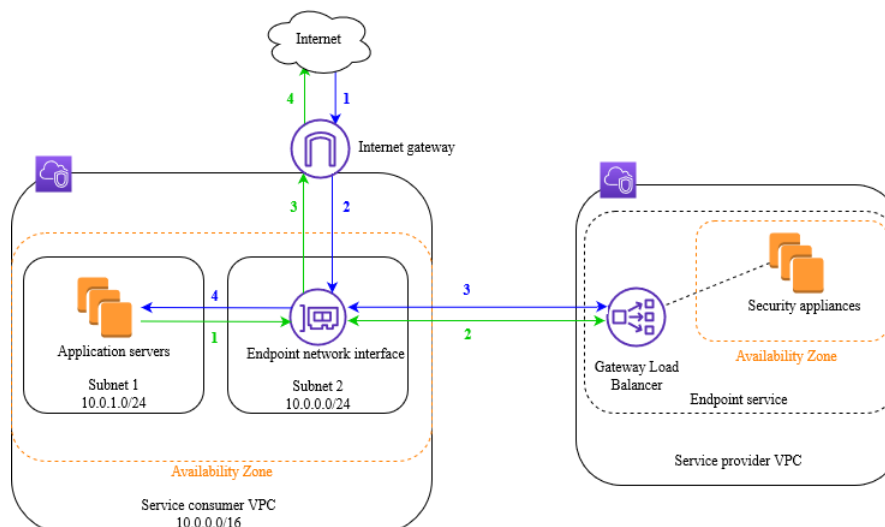 Internet
4
1
Internet gateway
3
2
4
1
Application servers
Subnet 1
10.0.1.0/24
Endpoint network interface
Subnet 2
10.0.0.0/24
3
2
Availability Zone
Service consumer VPC
10.0.0.0/16
Security appliances
Availability Zone
Gateway Load
Balancer
Endpoint service
Service provider VPC